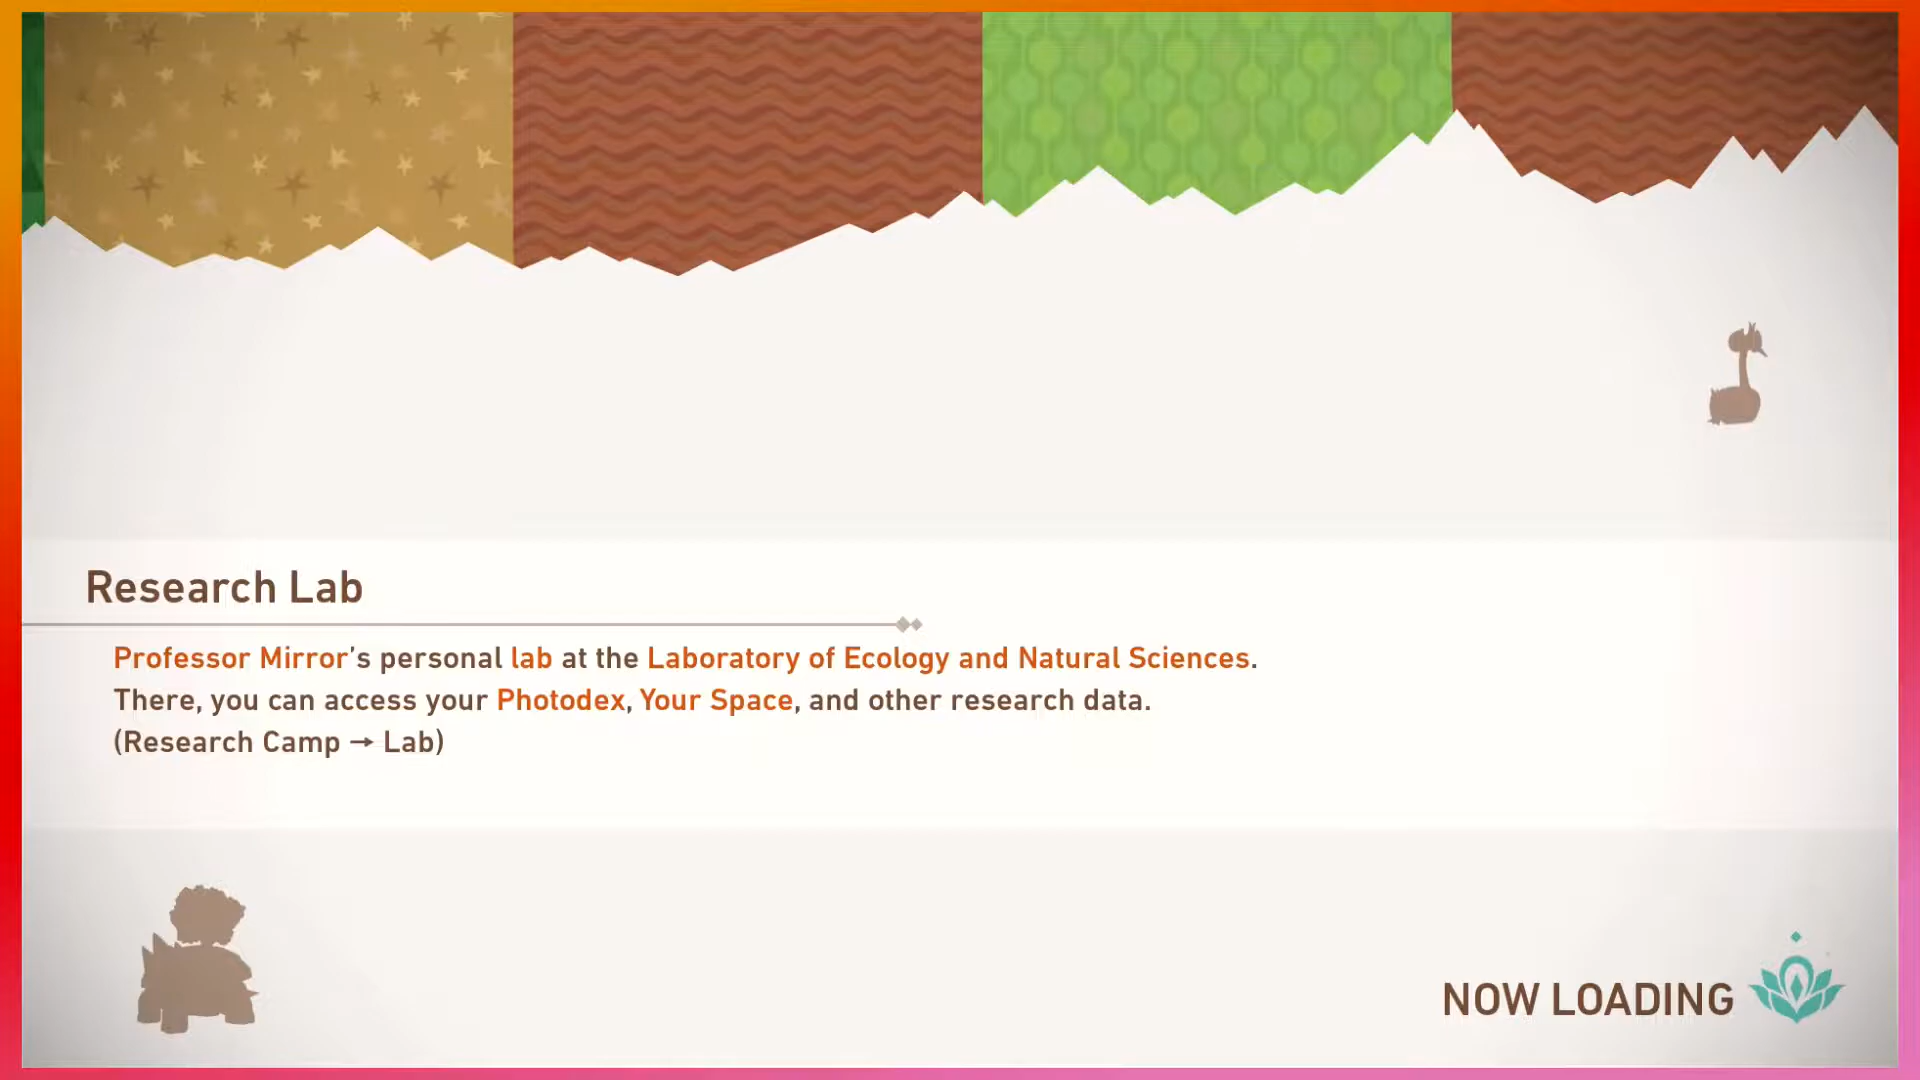 Research Lab
Professor Mirror's personal lab at the Laboratory of Ecology and Natural Sciences.
There, you can access your Photodex, Your Space, and other research data.
(Research Camp → Lab)
NOW LOADING